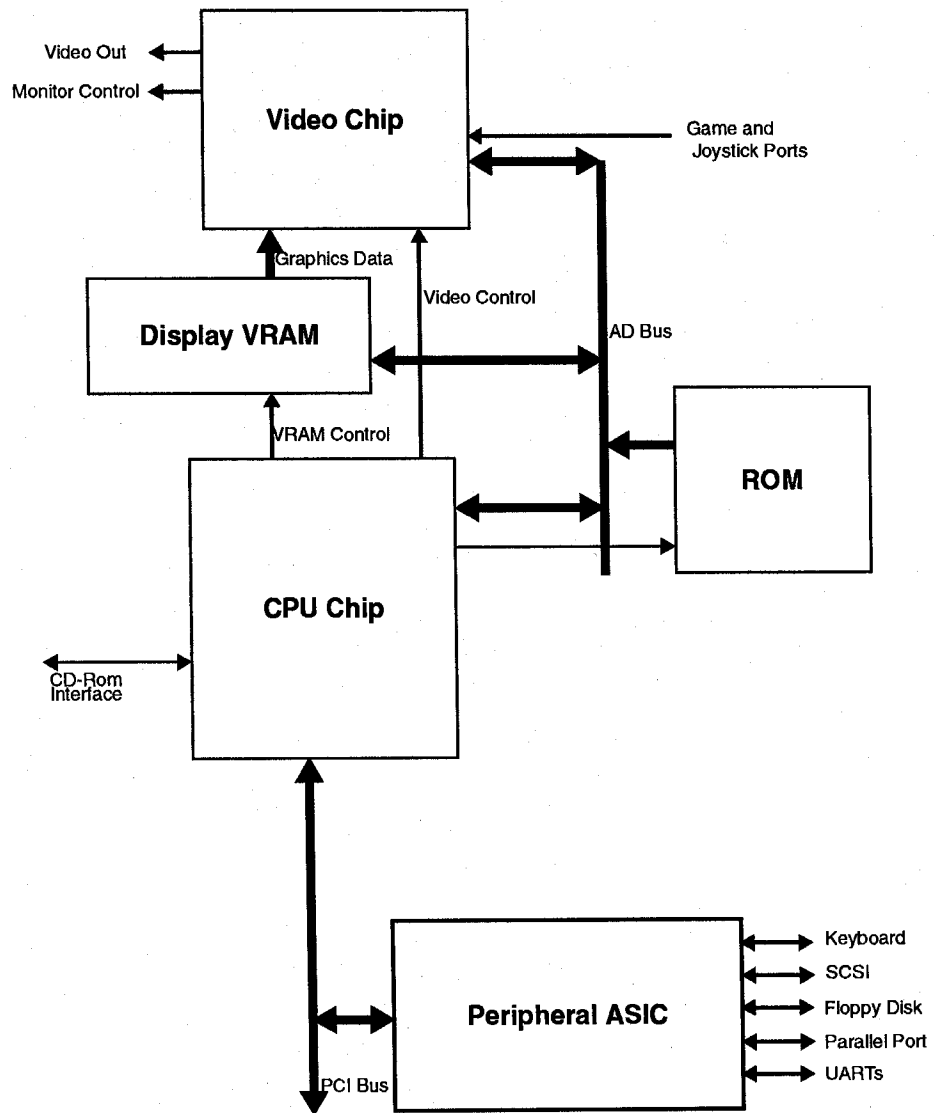 Video Out
Monitor Control
Video Chip
Game and
Joystick Ports
Graphics Data
Video Control
Display VRAM
AD Bus
VRAM Control
ROM
CPU Chip
CD-Rom
Interface
Keyboard
SCSI
Floppy Disk
Peripheral ASIC
Parallel Port
UARTs
PCI Bus